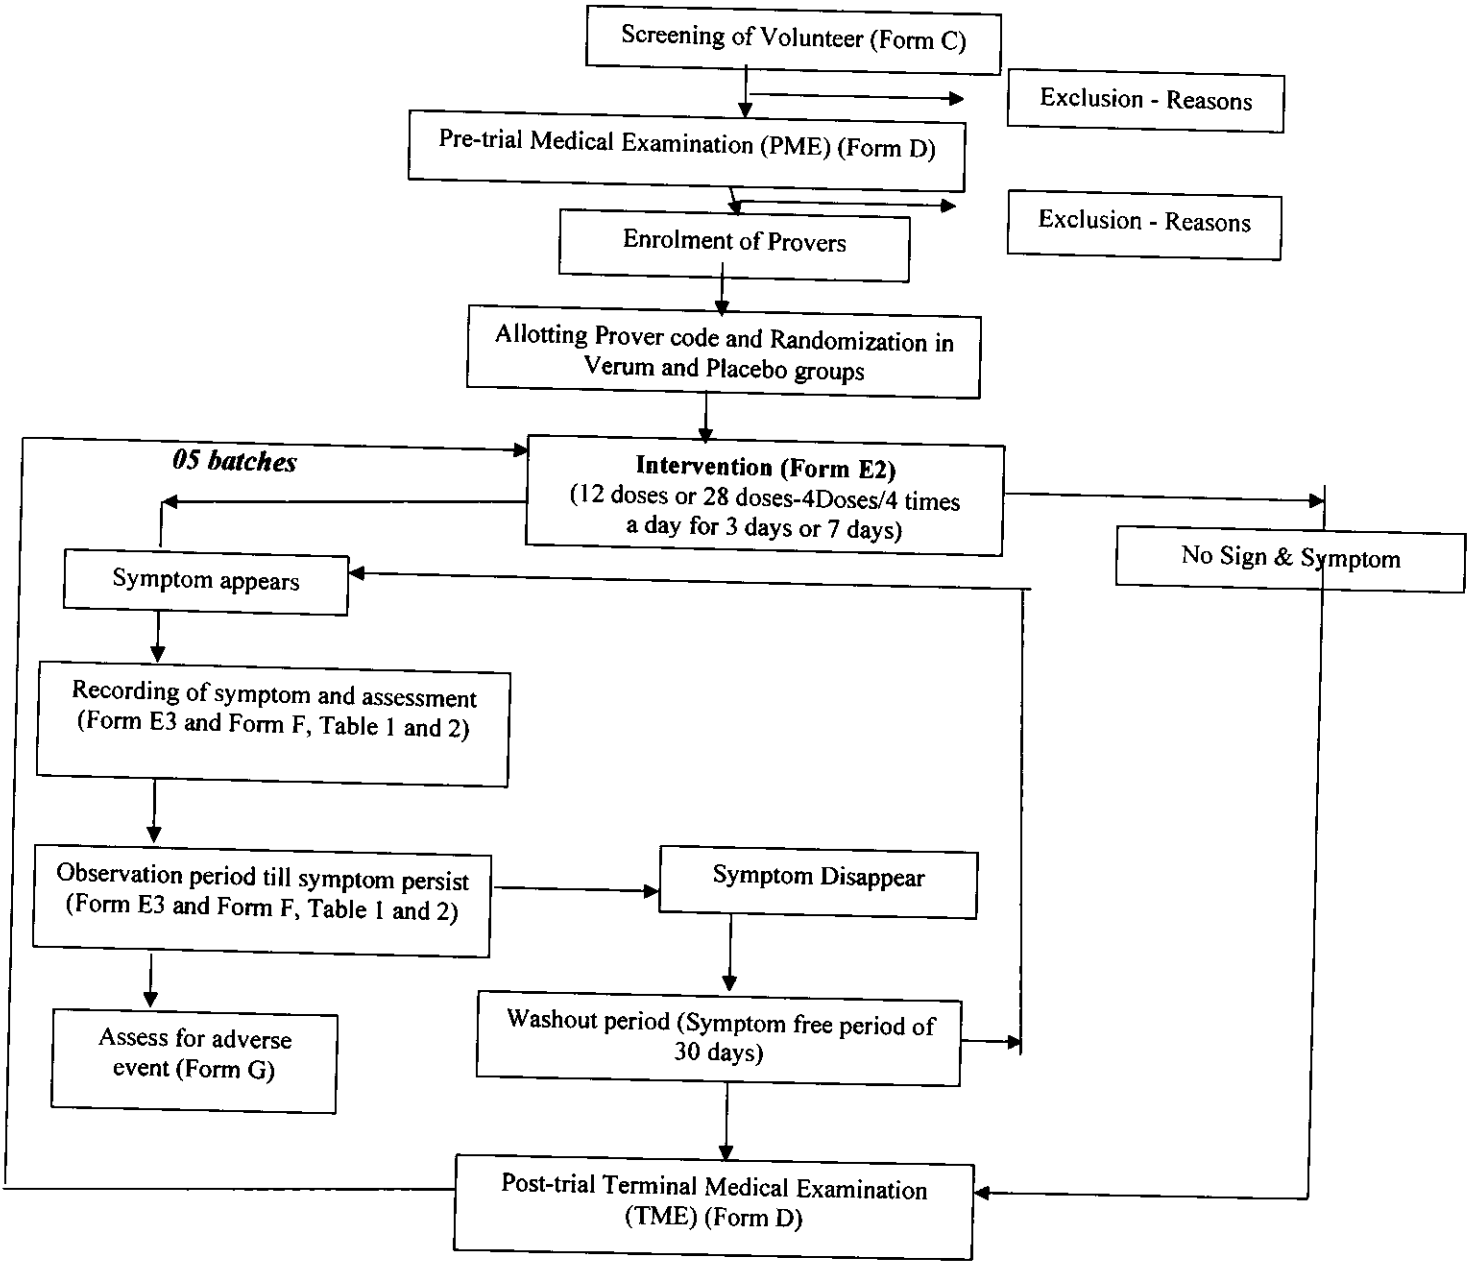 Screening of Volunteer (Form C)
Exclusion - Reasons
Pre-trial Medical Examination (PME) (Form D)
Exclusion - Reasons
Enrolment of Provers
Allotting Prover code and Randomization in
Verum and Placebo groups
05 batches
Intervention (Form E2)
(12 doses or 28 doses-4Doses/4 times
a day for 3 days or 7 days)
No Sign & Symptom
Symptom appears
Recording of symptom and assessment
(Form E3 and Form F, Table 1 and 2)
Observation period till symptom persist
(Form E3 and Form F, Table 1 and 2)
Symptom Disappear
Washout period (Symptom free period of
30 days)
Assess for adverse
event (Form G)
Post-trial Terminal Medical Examination
(TME) (Form D)